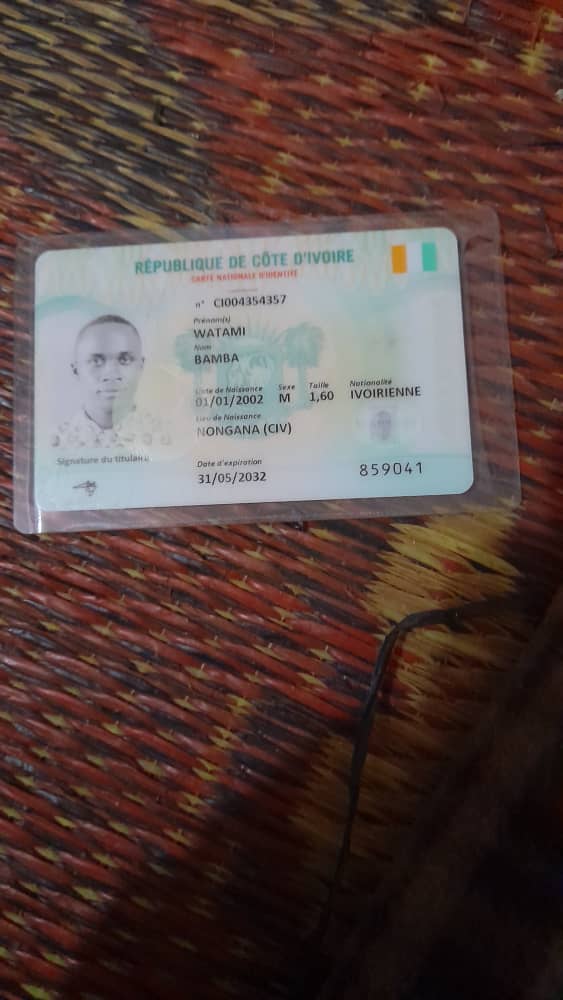 RÉPUBLIQUE DE CÔTE D'IVOIRE
CARTE NATIONALE D'IDENTITÉ
n° CI004354357
Prénom(s)
WATAMI
Nom
BAMBA
Date de Naissance Sexe Taille Nationalité
01/01/2002 M 1,60 IVOIRIENNE
Lieu de Naissance
NONGANA (CIV)
Signature du titulaire
Date d'expiration
31/05/2032
859041